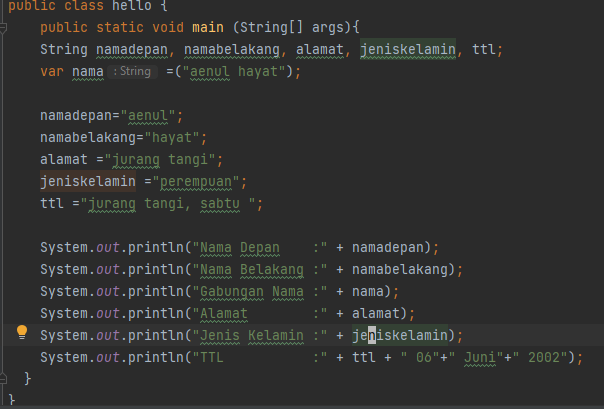 public class hello {
public static void main (String[] args){
String namadepan, namabelakang, alamat, jeniskelamin, ttl;
var nama : String =("aenul hayat");
namadepan="aenul";
namabelakang="hayat";
alamat ="jurang tangi";
jeniskelamin ="perempuan";
ttl ="jurang tangi, sabtu ";
System.out.println("Nama Depan    :" + namadepan);
System.out.println("Nama Belakang :" + namabelakang);
System.out.println("Gabungan Nama :" + nama);
System.out.println("Alamat        :" + alamat);
System.out.println("Jenis Kelamin :" + jeniskelamin);
System.out.println("TTL           :" + ttl + " 06"+" Juni"+" 2002");
}
}